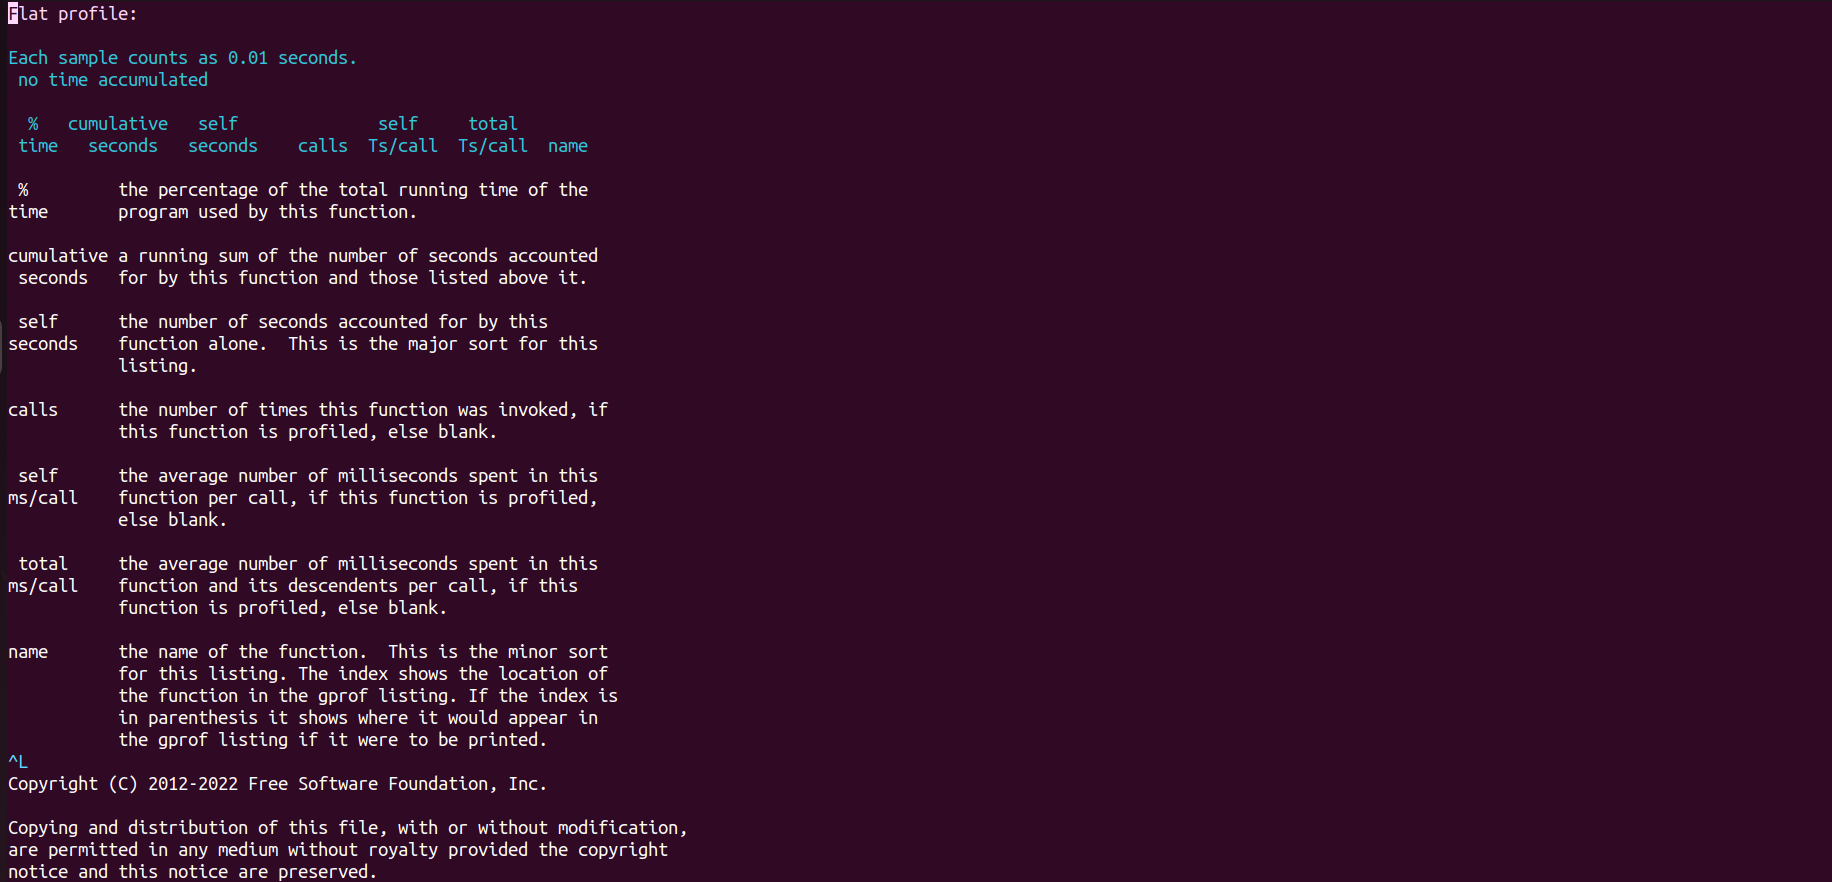 Flat profile:

Each sample counts as 0.01 seconds.
 no time accumulated

  %   cumulative   self              self     total
 time   seconds   seconds    calls  Ts/call  Ts/call  name

 %         the percentage of the total running time of the
time       program used by this function.

cumulative a running sum of the number of seconds accounted
 seconds   for by this function and those listed above it.

 self      the number of seconds accounted for by this
seconds    function alone.  This is the major sort for this
           listing.

calls      the number of times this function was invoked, if
           this function is profiled, else blank.

 self      the average number of milliseconds spent in this
ms/call    function per call, if this function is profiled,
           else blank.

 total     the average number of milliseconds spent in this
ms/call    function and its descendents per call, if this
           function is profiled, else blank.

name       the name of the function.  This is the minor sort
           for this listing. The index shows the location of
           the function in the gprof listing. If the index is
           in parenthesis it shows where it would appear in
           the gprof listing if it were to be printed.
^L
Copyright (C) 2012-2022 Free Software Foundation, Inc.

Copying and distribution of this file, with or without modification,
are permitted in any medium without royalty provided the copyright
notice and this notice are preserved.